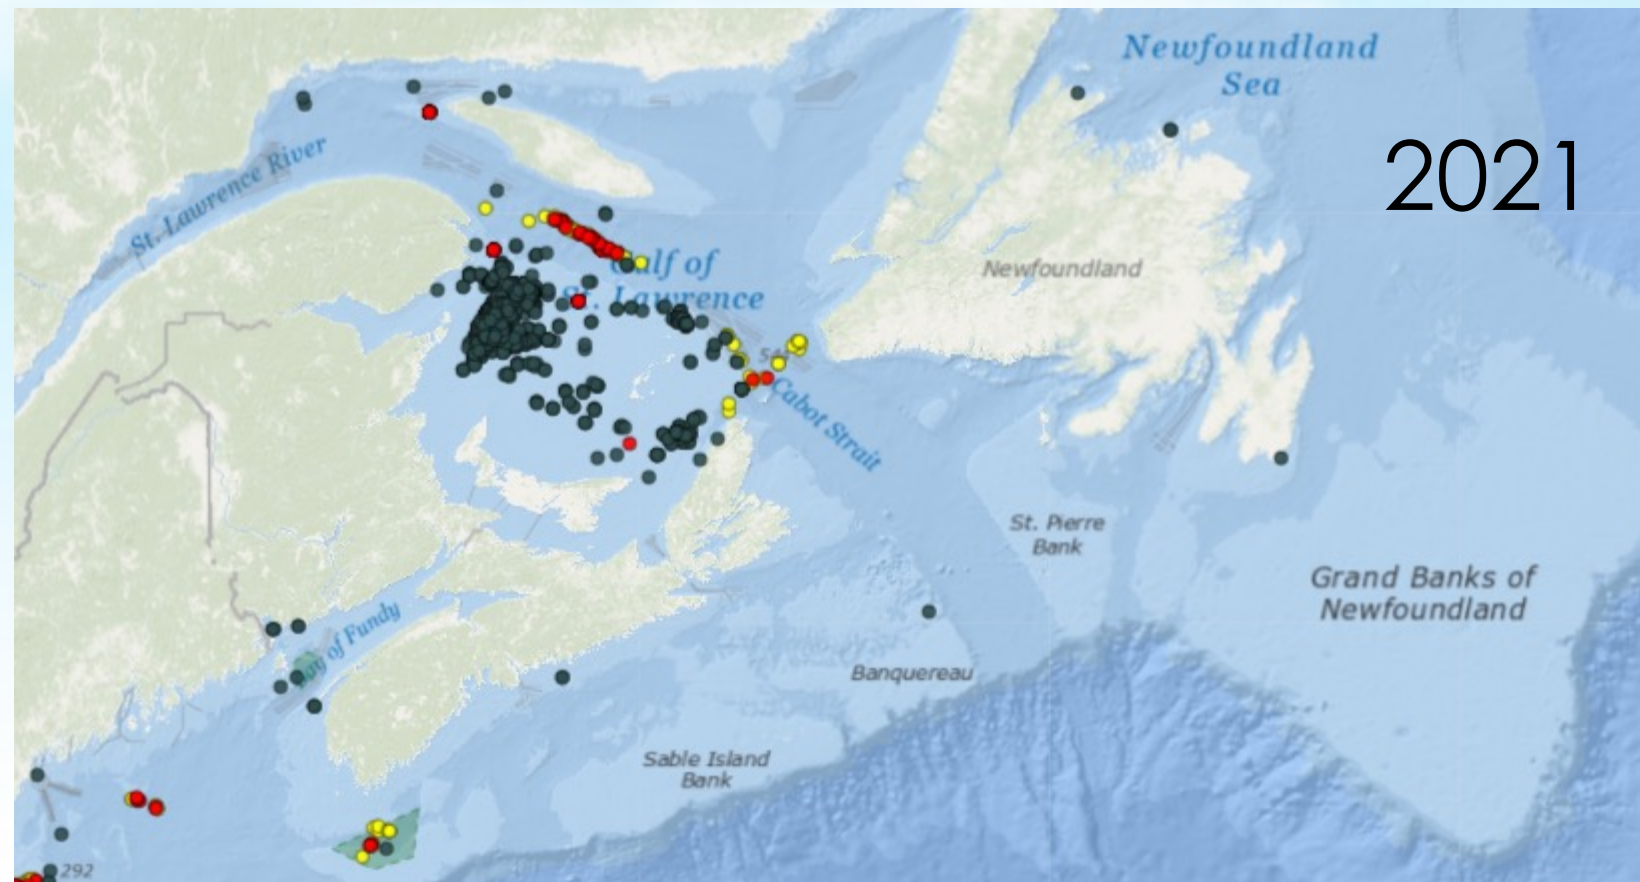 Newfoundland
Sea
2021
St. Lawrence River
Gulf of
St. Lawrence
Newfoundland
Cabot Strait
St. Pierre
Bank
Grand Banks of
Newfoundland
Bay of Fundy
Banquereau
Sable Island
Bank
292